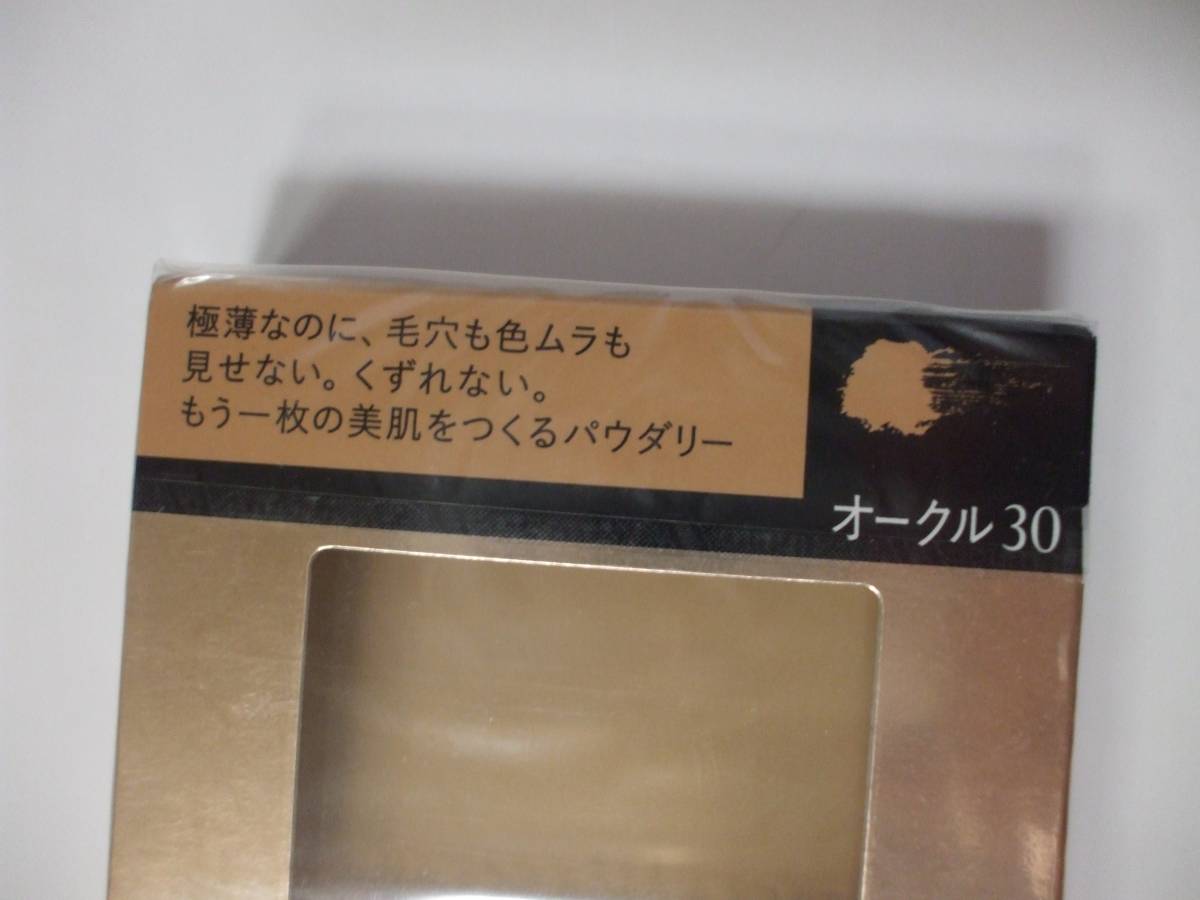 極薄なのに、毛穴も色ムラも
見せない。くずれない。
もう一枚の美肌をつくるパウダリー
オークル 30